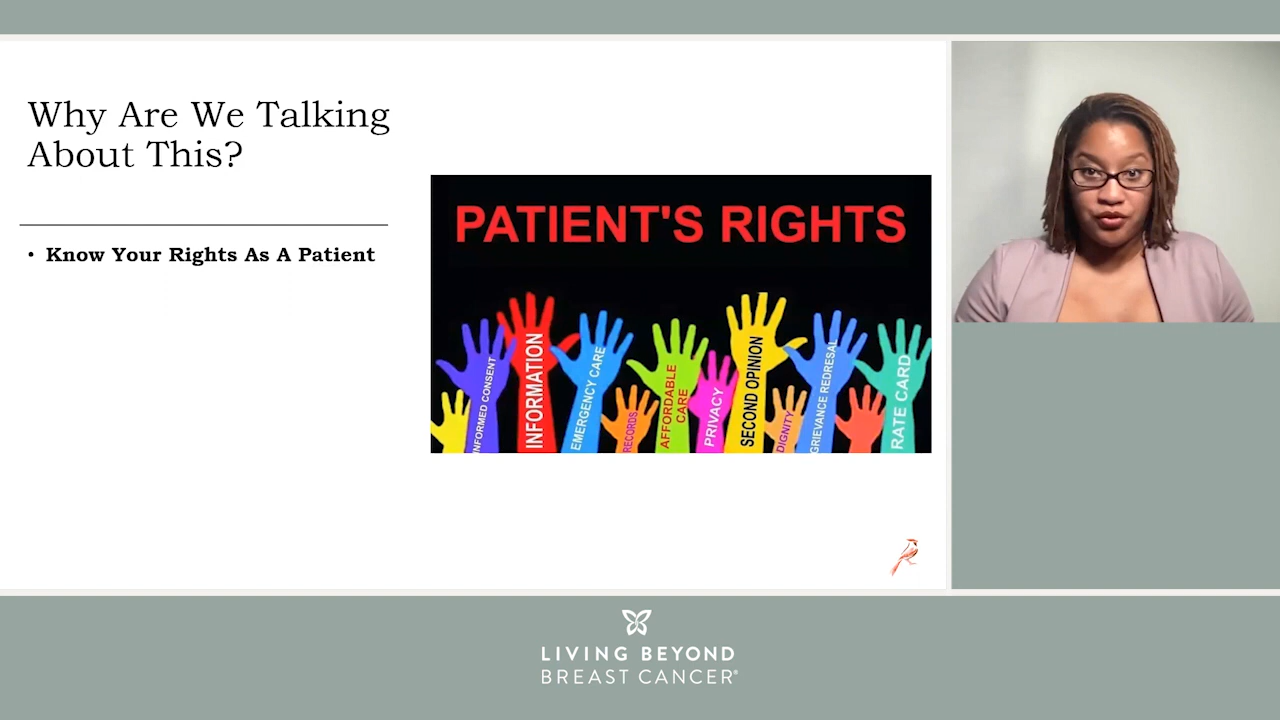 Why Are We Talking
About This?
• Know Your Rights As A Patient
PATIENT'S RIGHTS
INFORMED CONSENT
INFORMATION
EMERGENCY CARE
RECORDS
AFFORDABLE
CARE
PRIVACY
SECOND OPINION
DIGNITY
GRIEVANCE REDRESAL
RATE CARD
LIVING BEYOND
BREAST CANCER®